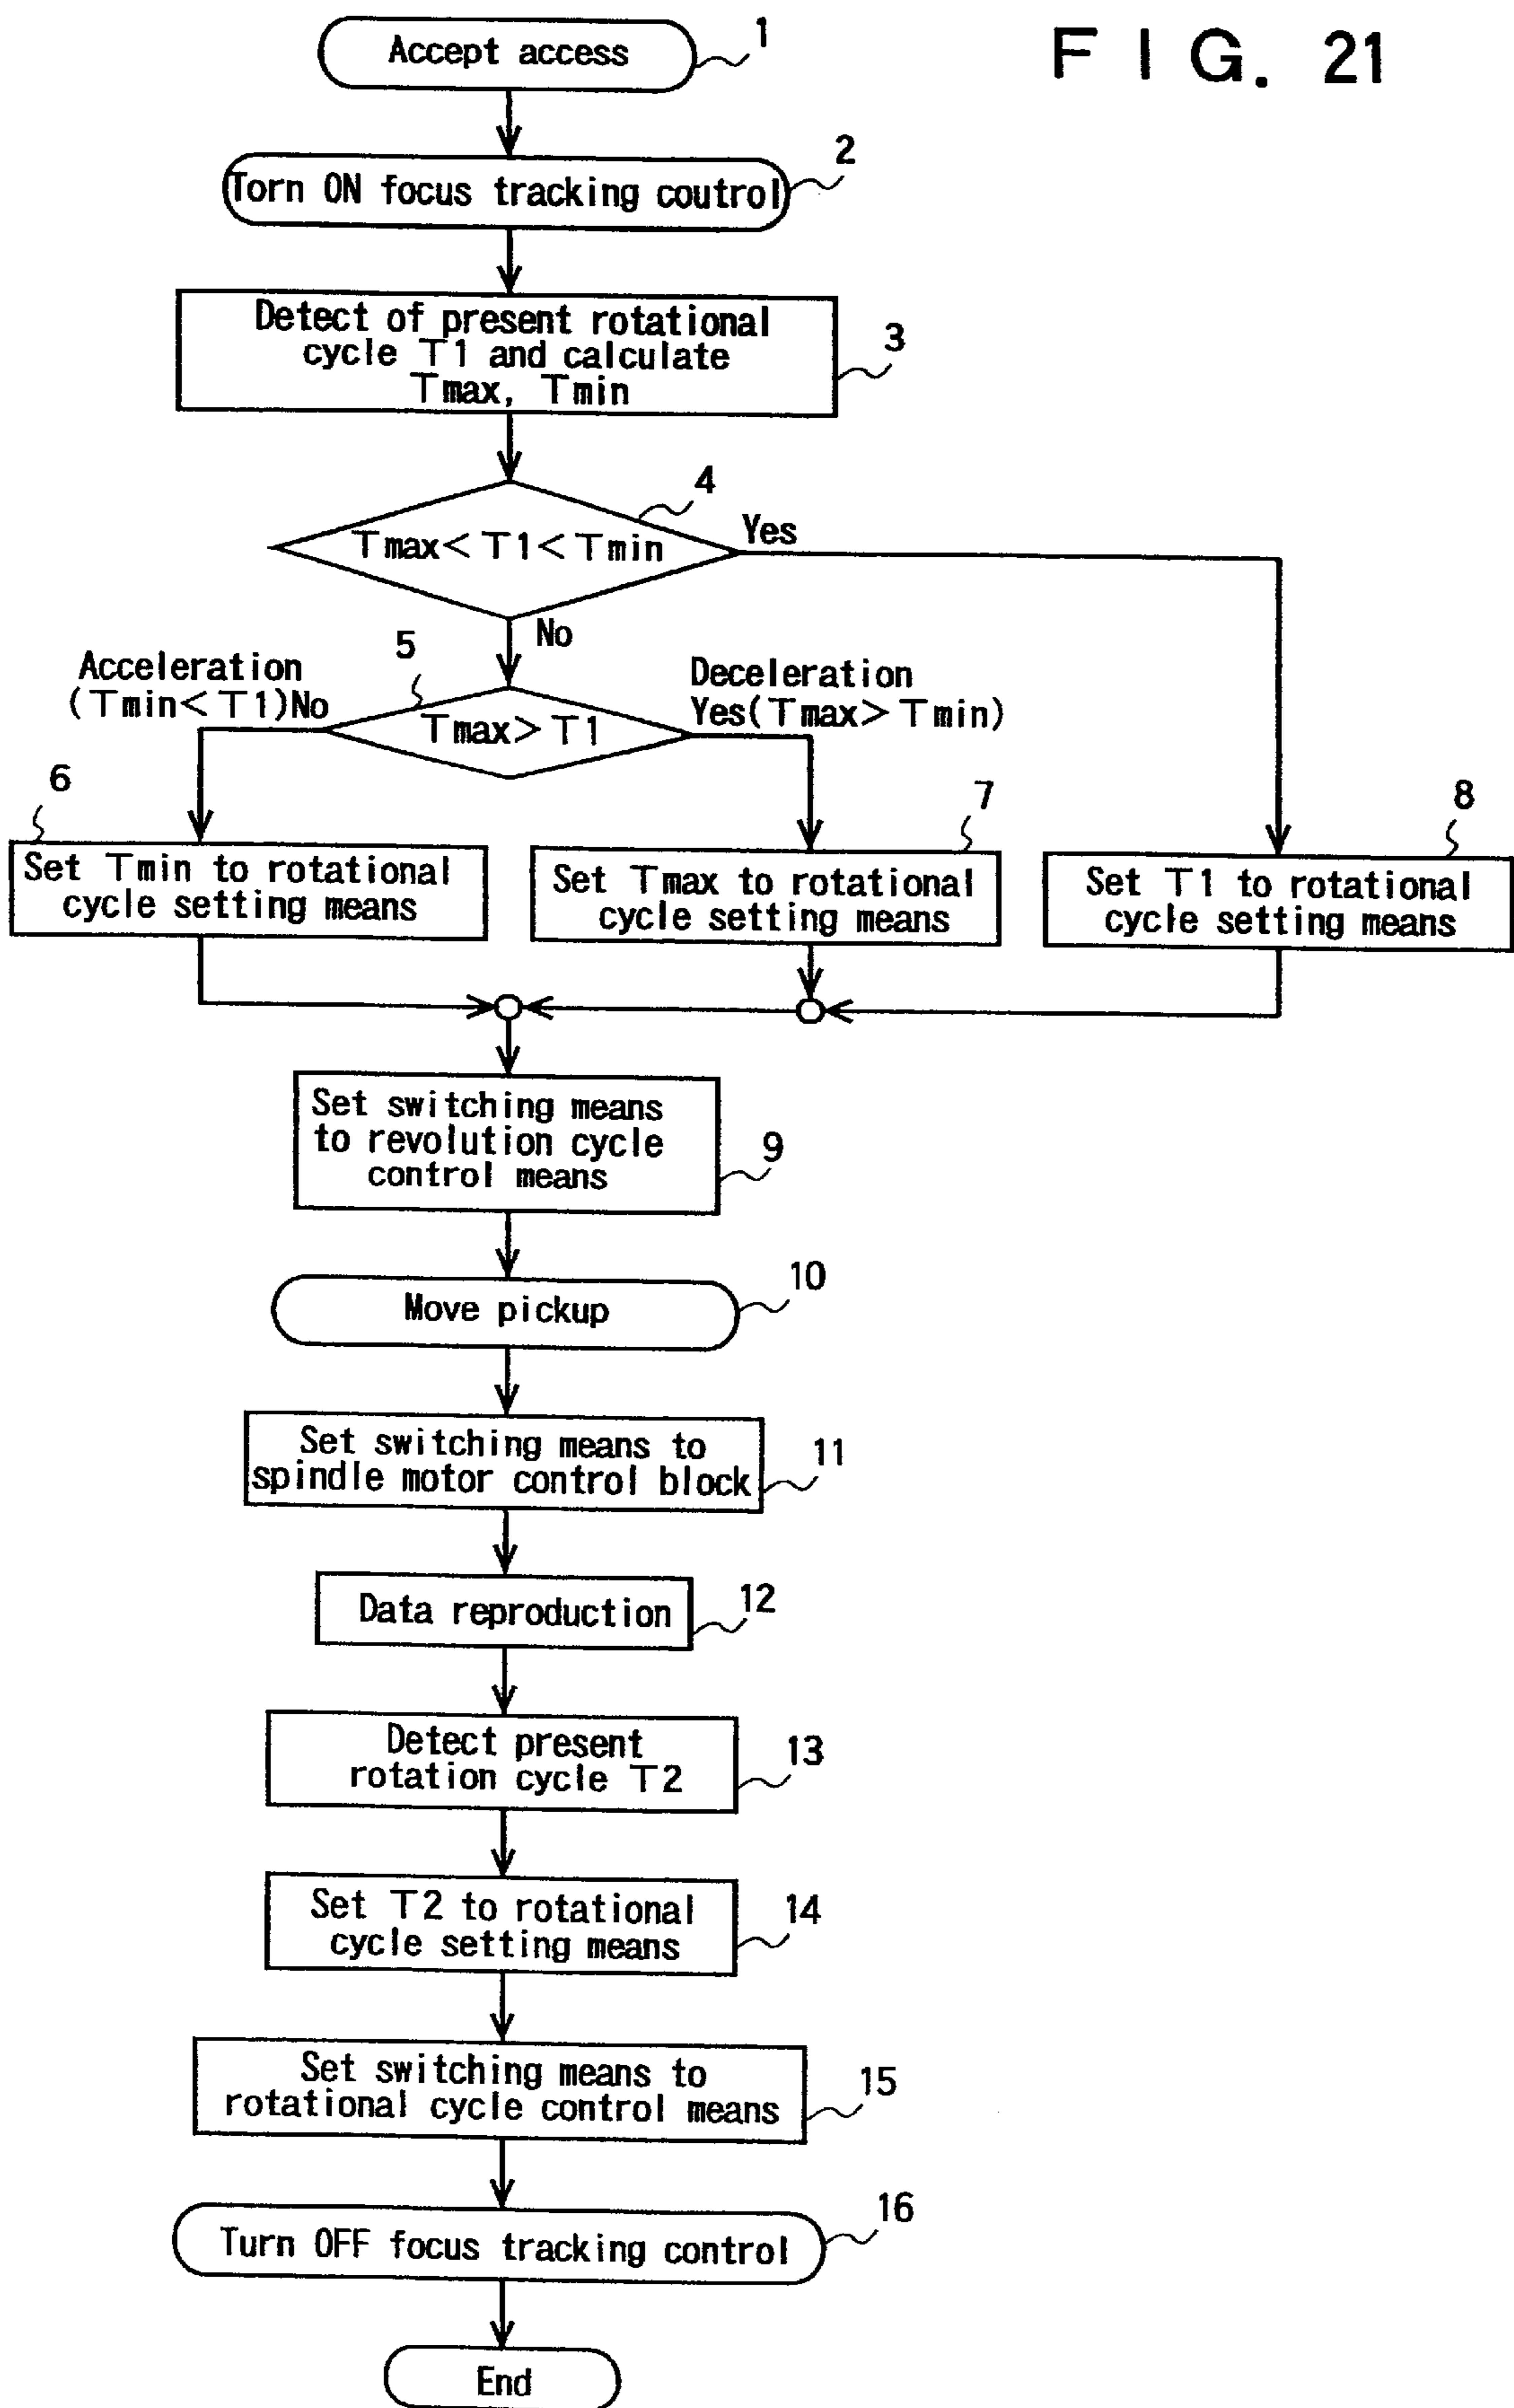 FIG. 21
Accept access
1
Torn ON focus tracking coutrol
2
Detect of present rotational
cycle T1 and calculate
Tmax, Tmin
3
Tmax<T1<Tmin
4
Yes
No
5
Acceleration
(Tmin<T1)No
Tmax>T1
Deceleration
Yes(Tmax>Tmin)
6
Set Tmin to rotational
cycle setting means
7
Set Tmax to rotational
cycle setting means
8
Set T1 to rotational
cycle setting means
Set switching means
to revolution cycle
control means
9
Move pickup
10
Set switching means to
spindle motor control block
11
Data reproduction
12
Detect present
rotation cycle T2
13
Set T2 to rotational
cycle setting means
14
Set switching means to
rotational cycle control means
15
Turn OFF focus tracking control
16
End